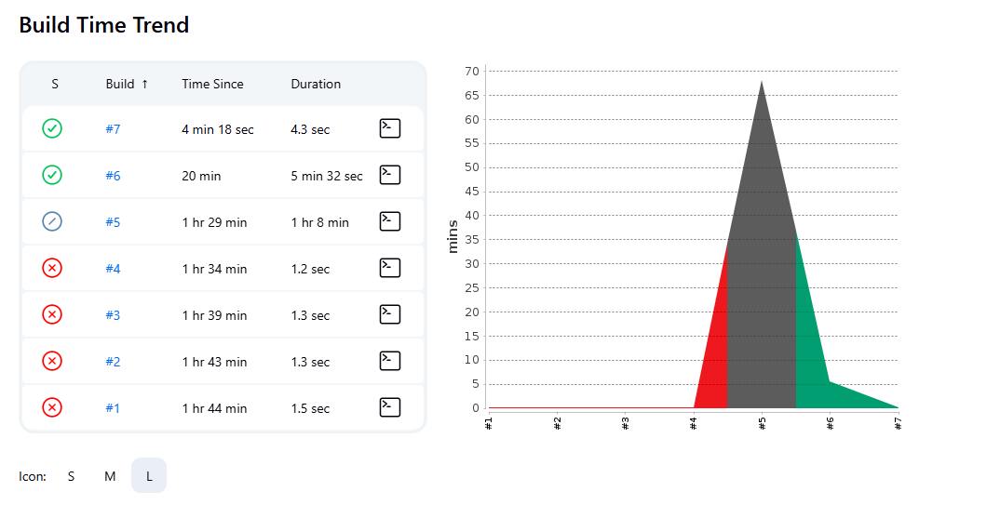 Build Time Trend
S Build ↑ Time Since Duration
#7 4 min 18 sec 4.3 sec
#6 20 min 5 min 32 sec
#5 1 hr 29 min 1 hr 8 min
#4 1 hr 34 min 1.2 sec
#3 1 hr 39 min 1.3 sec
#2 1 hr 43 min 1.3 sec
#1 1 hr 44 min 1.5 sec
Icon: S M L
mins
70
65
60
55
50
45
40
35
30
25
20
15
10
5
0
#1 #2 #3 #4 #5 #6 #7